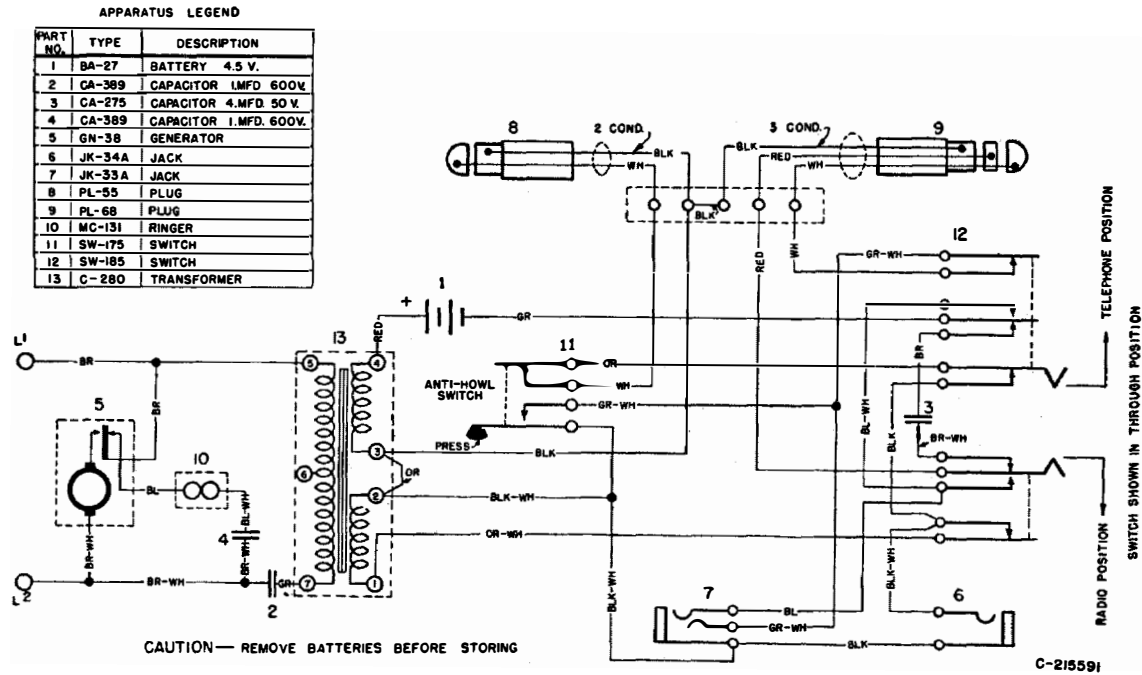 APPARATUS LEGEND
PART NO. TYPE DESCRIPTION
1 BA-27 BATTERY 4.5 V.
2 CA-389 CAPACITOR 1.MFD 600V.
3 CA-275 CAPACITOR 4.MFD. 50 V.
4 CA-389 CAPACITOR 1.MFD. 600V.
5 GN-38 GENERATOR
6 JK-34A JACK
7 JK-33A JACK
8 PL-55 PLUG
9 PL-68 PLUG
10 MC-131 RINGER
11 SW-175 SWITCH
12 SW-185 SWITCH
13 C-280 TRANSFORMER
8
2 COND.
3 COND.
9
BLK
WH
BLK
RED
WH
BLK
RED
WH
GR-WH
12
TELEPHONE POSITION
SWITCH SHOWN IN THROUGH POSITION
RADIO POSITION
+
1
GR
RED
L1
BR
BR
13
5
4
3
6
2
7
1
OR
11
OR
WH
GR-WH
ANTI-HOWL
SWITCH
PRESS
BLK
BLK-WH
OR-WH
BL-WH
BR
BLK
3
BR-WH
5
10
BL
BL-WH
4
BR-WH
BR-WH
L2
BR-WH
2
GR
BLK-WH
BLK-WH
7
BL
GR-WH
BLK
6
CAUTION— REMOVE BATTERIES BEFORE STORING
C-215591